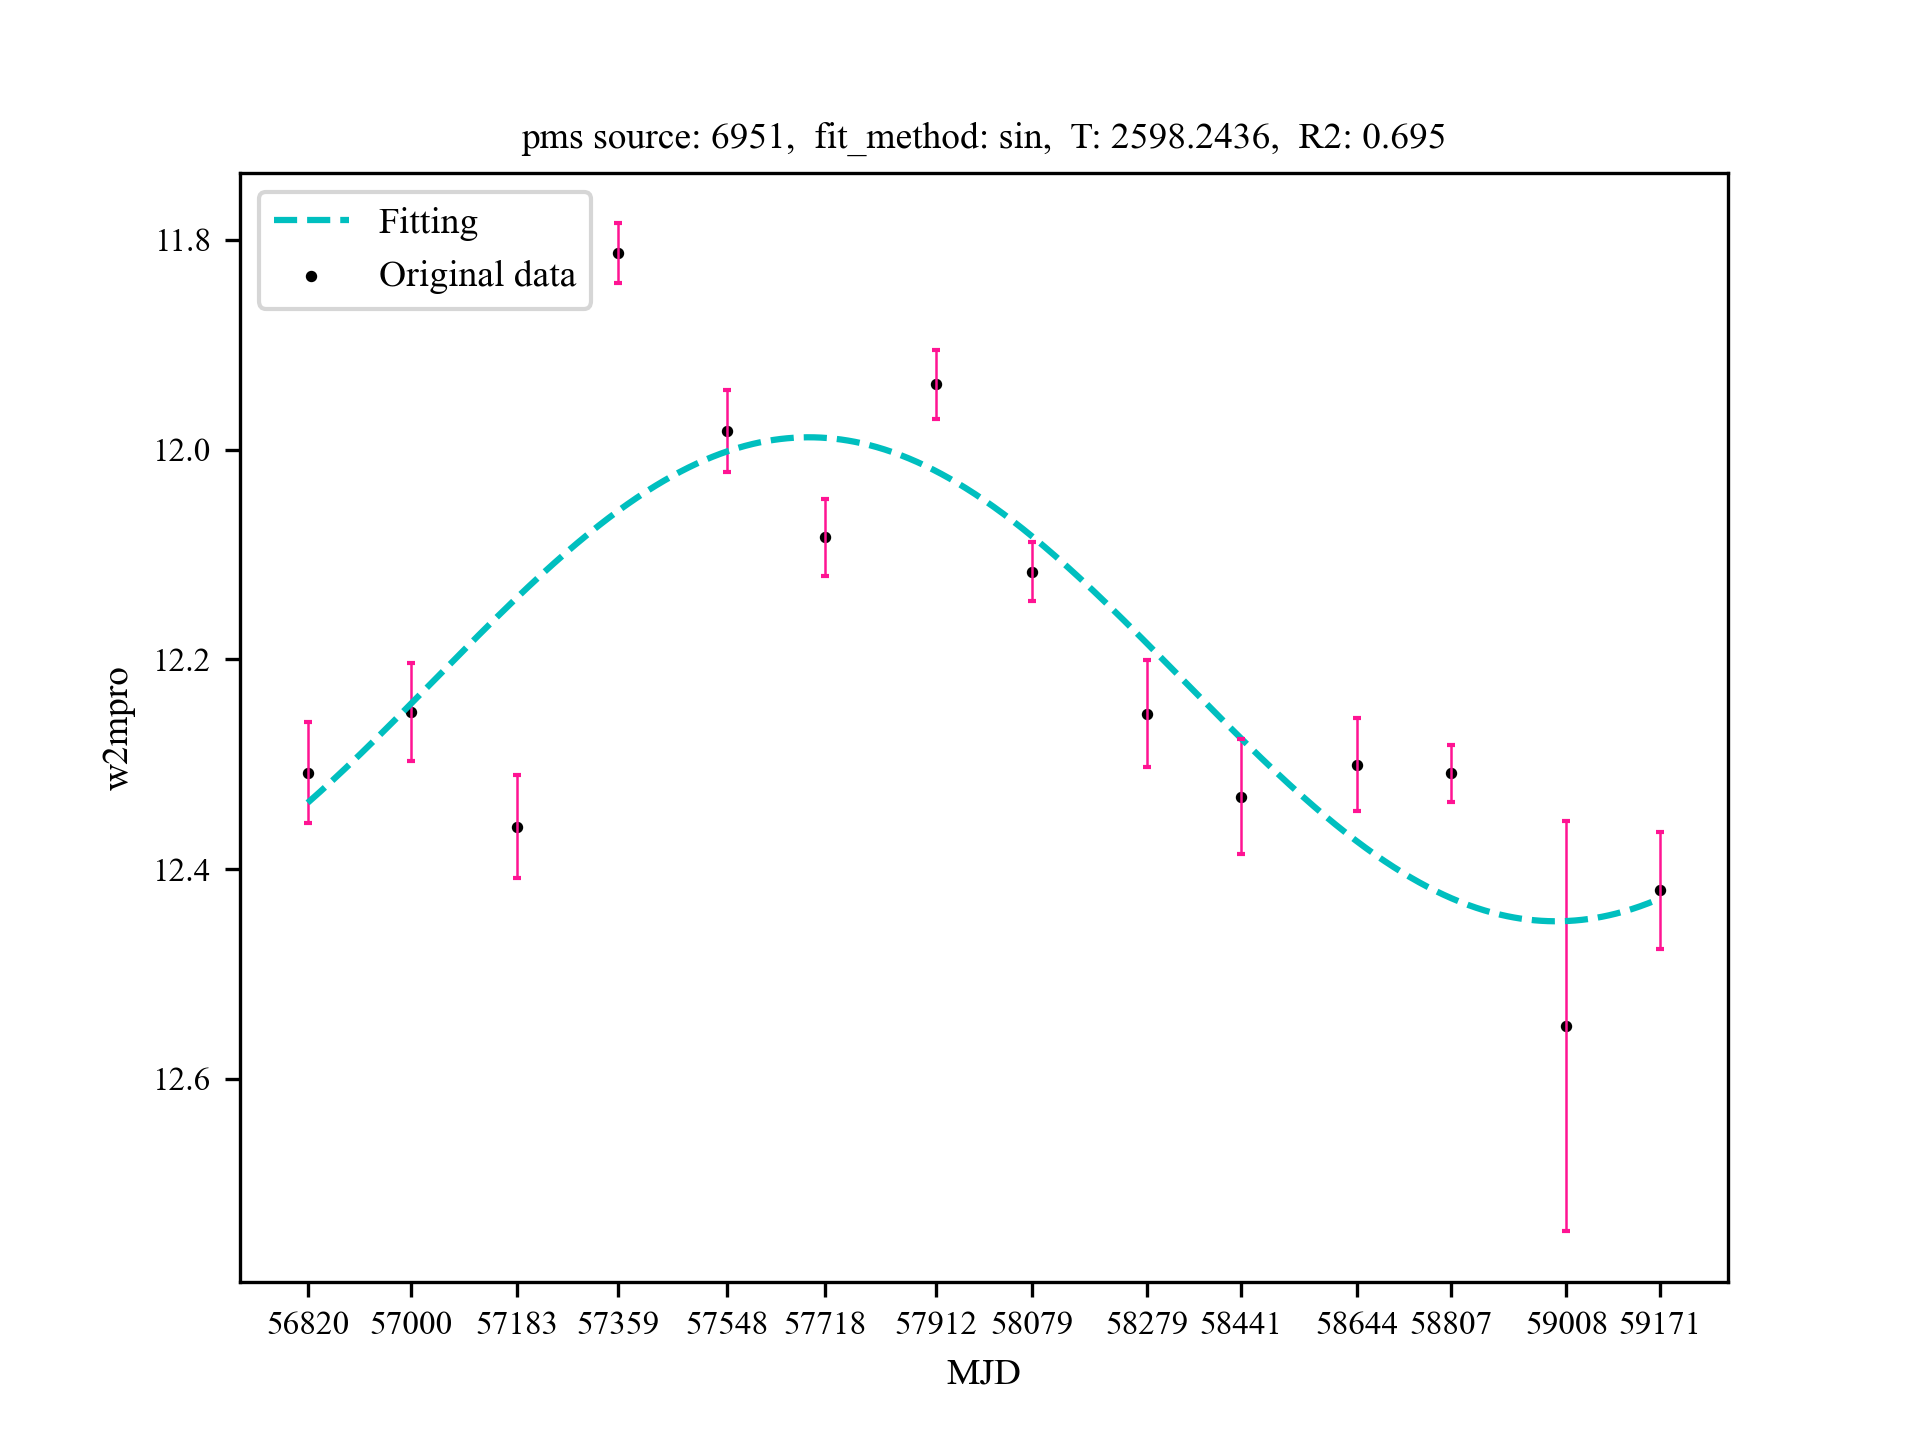 pms source: 6951, fit_method: sin, T: 2598.2436, R2: 0.695
Fitting
Original data
11.8
12.0
12.2
12.4
12.6
w2mpro
56820 57000 57183 57359 57548 57718 57912 58079 58279 58441 58644 58807 59008 59171
MJD